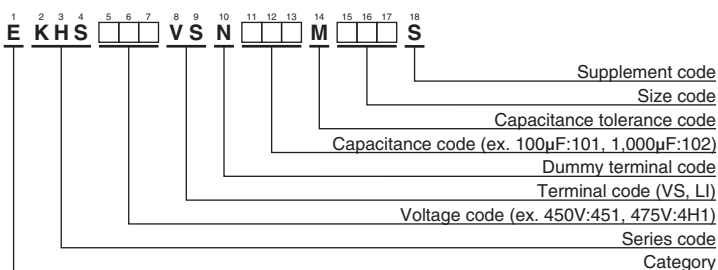 1 2 3 4 5 6 7 8 9 10 11 12 13 14 15 16 17 18
E KHS VS N M S
Supplement code
Size code
Capacitance tolerance code
Capacitance code (ex. 100µF:101, 1,000µF:102)
Dummy terminal code
Terminal code (VS, LI)
Voltage code (ex. 450V:451, 475V:4H1)
Series code
Category